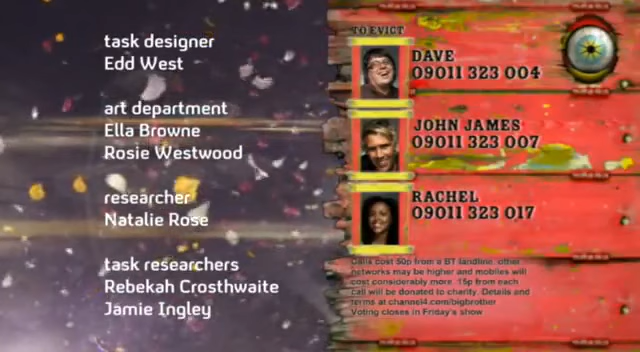 task designer
Edd West
art department
Ella Browne
Rosie Westwood
researcher
Natalie Rose
task researchers
Rebekah Crosthwaite
Jamie Ingley
TO EVICT
DAVE
09011 323 004
JOHN JAMES
09011 323 007
RACHEL
09011 323 017
Calls cost 50p from a BT landline, other
networks may be higher and mobiles will
cost considerably more. 15p from each
call will be donated to charity. Details and
terms at channel4.com/bigbrother
Voting closes in Friday's show